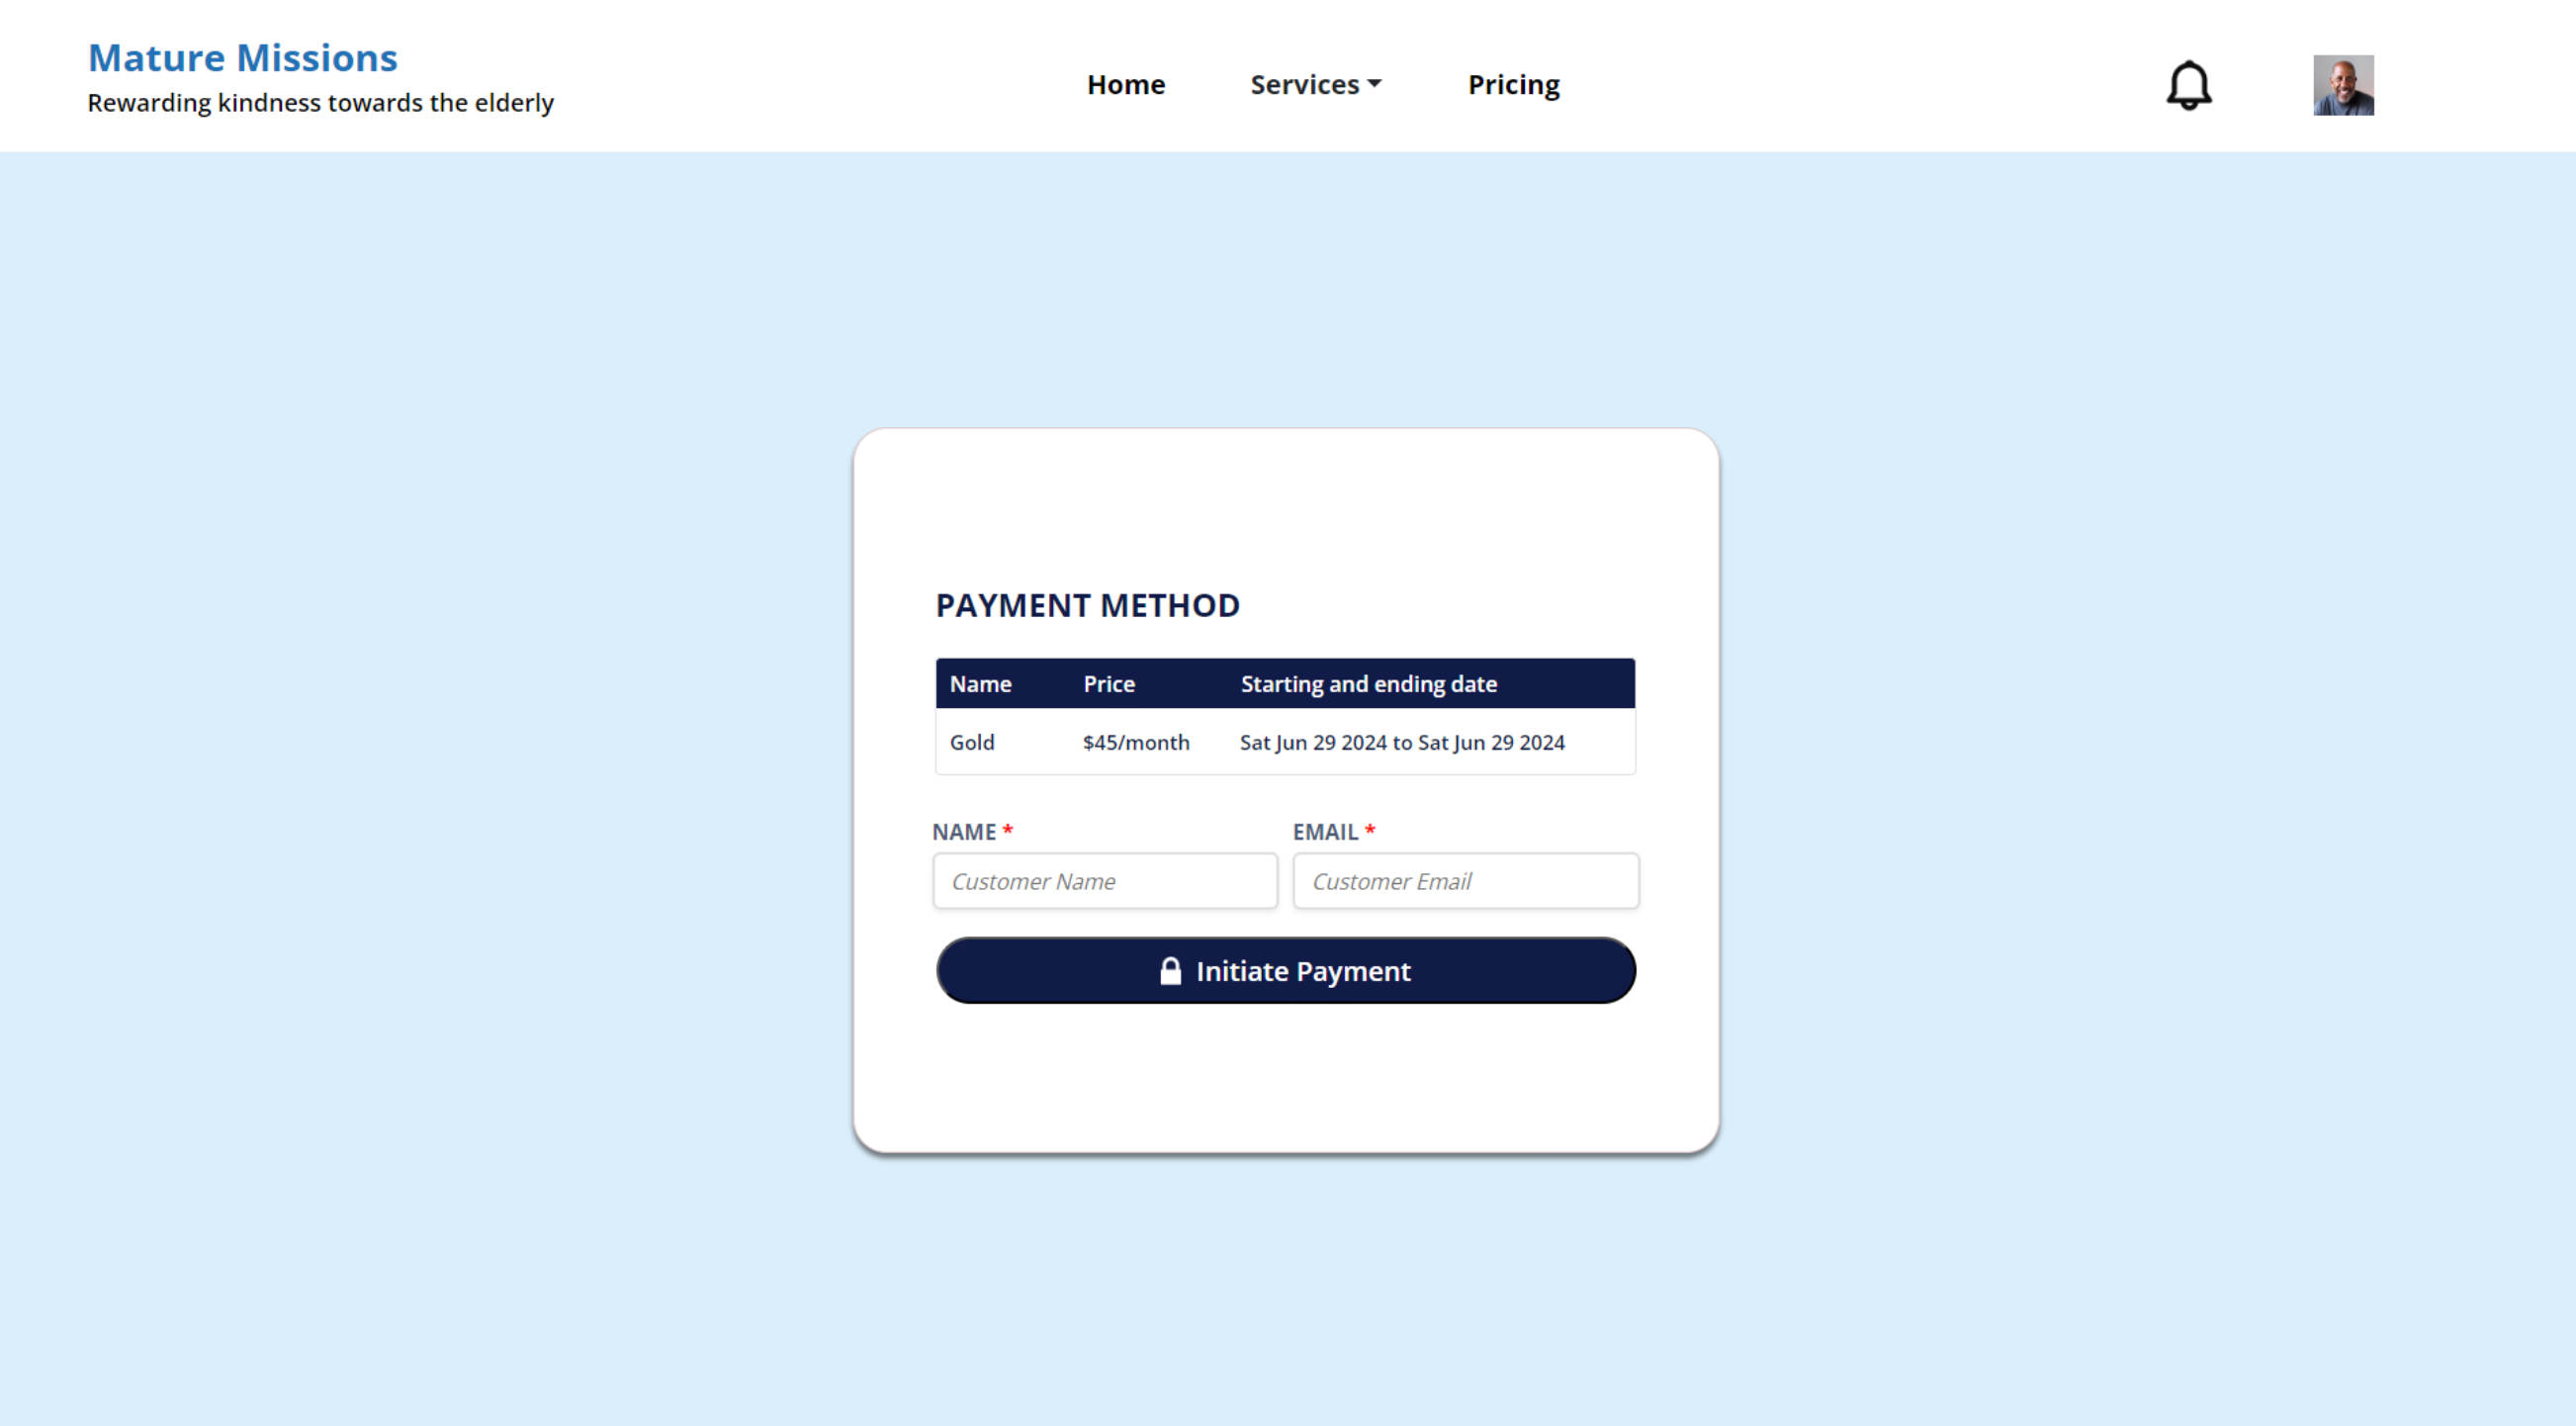 Mature Missions
Rewarding kindness towards the elderly
Home Services Pricing
PAYMENT METHOD
Name Price Starting and ending date
Gold $45/month Sat Jun 29 2024 to Sat Jun 29 2024
NAME * EMAIL *
Customer Name Customer Email
Initiate Payment